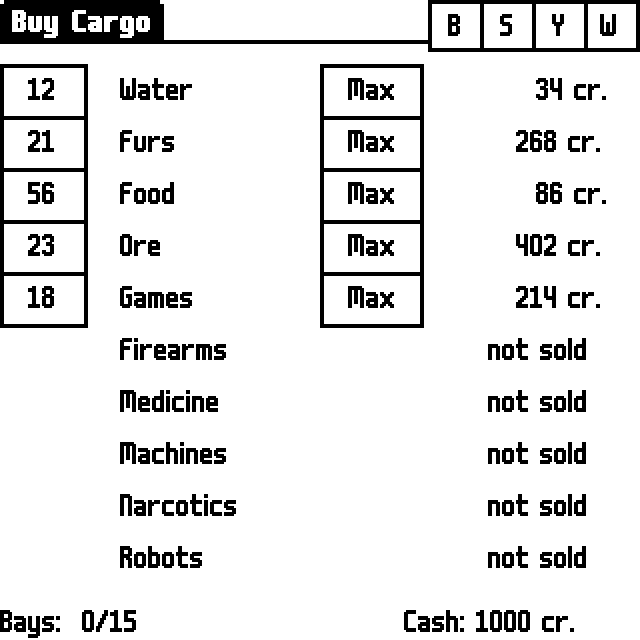 Buy Cargo B S Y W
12 Water Max 34 cr.
21 Furs Max 268 cr.
56 Food Max 86 cr.
23 Ore Max 402 cr.
18 Games Max 214 cr.
Firearms not sold
Medicine not sold
Machines not sold
Narcotics not sold
Robots not sold
Bays: 0/15 Cash: 1000 cr.